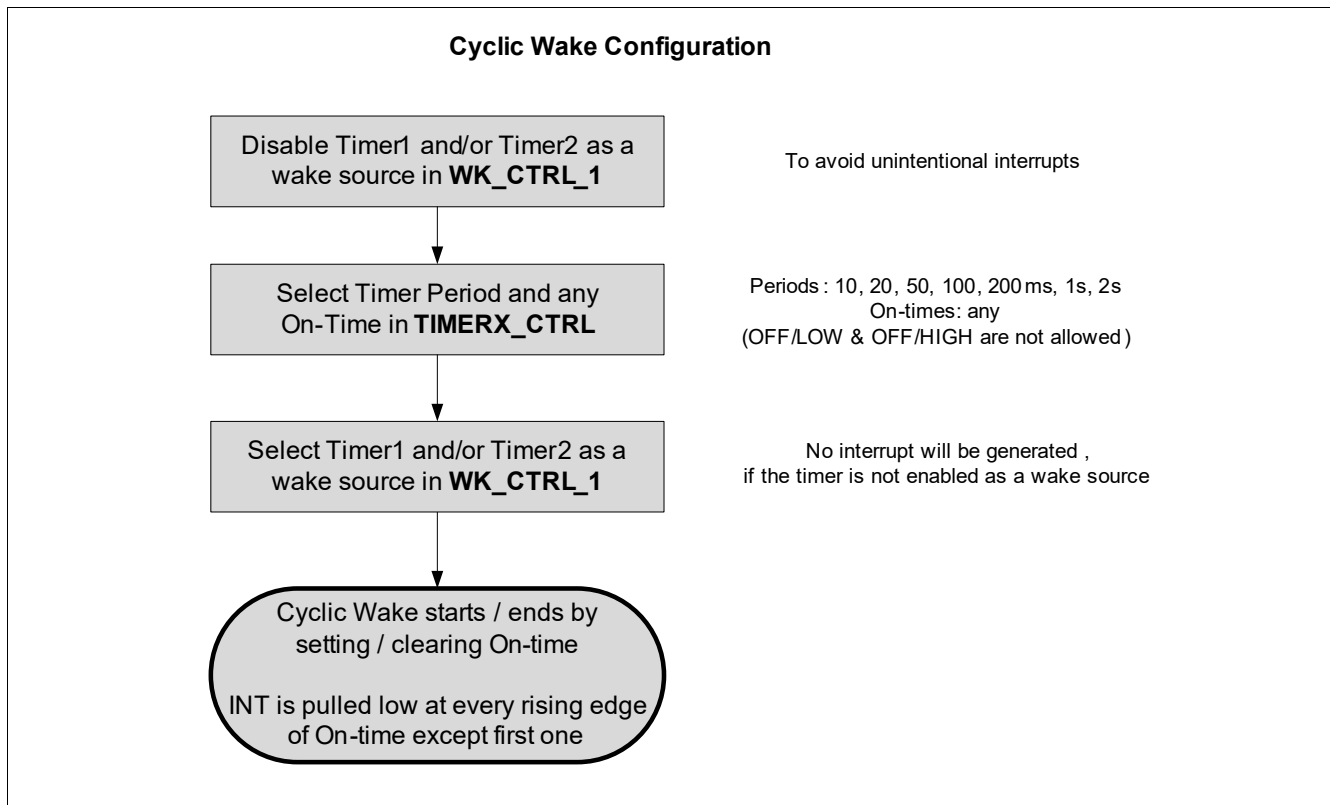 Cyclic Wake Configuration
Disable Timer1 and/or Timer2 as a
wake source in WK_CTRL_1
To avoid unintentional interrupts
Select Timer Period and any
On-Time in TIMERX_CTRL
Periods : 10, 20, 50, 100, 200 ms, 1s, 2s
On-times: any
(OFF/LOW & OFF/HIGH are not allowed )
Select Timer1 and/or Timer2 as a
wake source in WK_CTRL_1
No interrupt will be generated ,
if the timer is not enabled as a wake source
Cyclic Wake starts / ends by
setting / clearing On-time
INT is pulled low at every rising edge
of On-time except first one